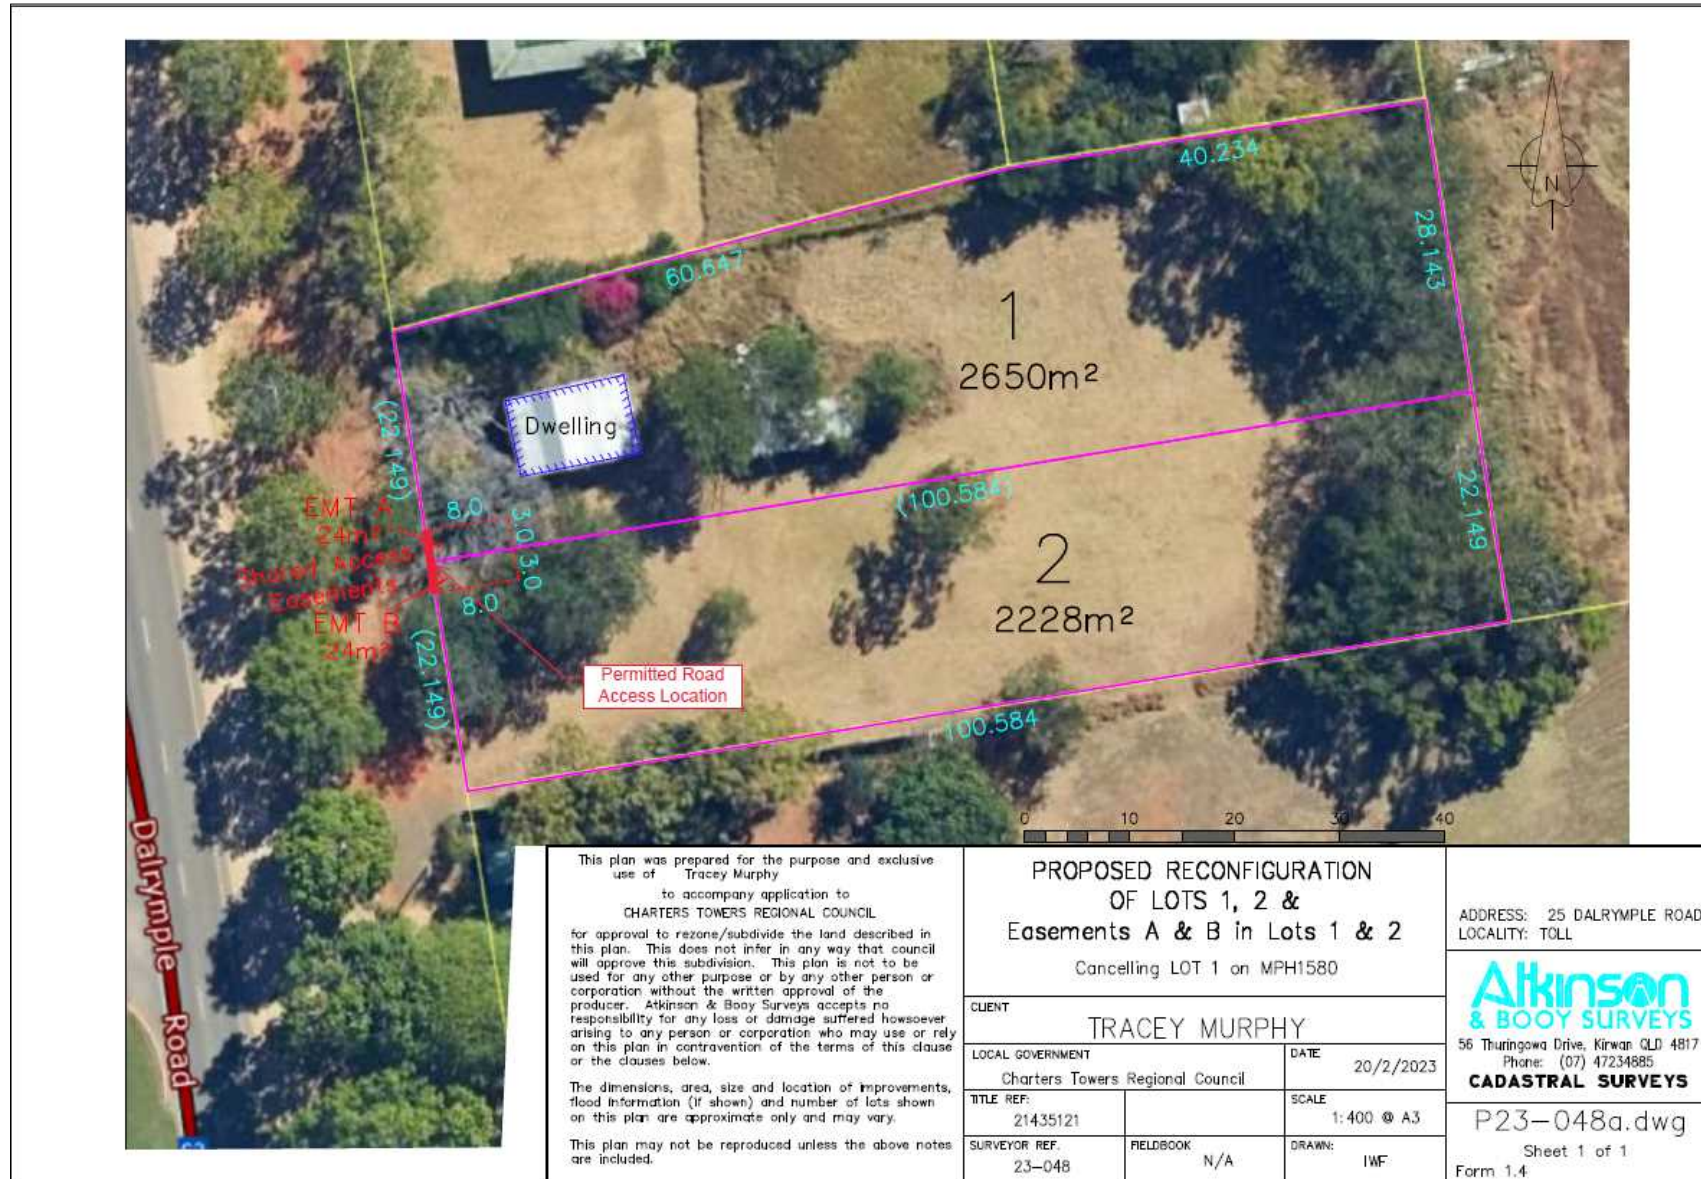 40.234
60.647
28.143
1
2650m²
Dwelling
(22.149)
(100.584)
22.149
EMT A
24m²
Shared Access
Easements
EMT B
24m²
8.0
3.0
3.0
8.0
2
2228m²
(22.149)
Permitted Road
Access Location
100.584
N
0 10 20 30 40
Dalrymple Road
This plan was prepared for the purpose and exclusive
use of Tracey Murphy
to accompany application to
CHARTERS TOWERS REGIONAL COUNCIL
for approval to rezone/subdivide the land described in
this plan. This does not infer in any way that council
will approve this subdivision. This plan is not to be
used for any other purpose or by any other person or
corporation without the written approval of the
producer. Atkinson & Booy Surveys accepts no
responsibility for any loss or damage suffered howsoever
arising to any person or corporation who may use or rely
on this plan in contravention of the terms of this clause
or the clauses below.
The dimensions, area, size and location of improvements,
flood information (if shown) and number of lots shown
on this plan are approximate only and may vary.
This plan may not be reproduced unless the above notes
are included.
PROPOSED RECONFIGURATION
OF LOTS 1, 2 &
Easements A & B in Lots 1 & 2
Cancelling LOT 1 on MPH1580
CLIENT
TRACEY MURPHY
LOCAL GOVERNMENT
Charters Towers Regional Council
DATE
20/2/2023
TITLE REF:
21435121
SCALE
1:400 @ A3
SURVEYOR REF.
23-048
FIELDBOOK
N/A
DRAWN:
IWF
ADDRESS: 25 DALRYMPLE ROAD
LOCALITY: TOLL
Atkinson
& BOOY SURVEYS
56 Thuringowa Drive, Kirwan QLD 4817
Phone: (07) 47234885
CADASTRAL SURVEYS
P23-048a.dwg
Sheet 1 of 1
Form 1.4